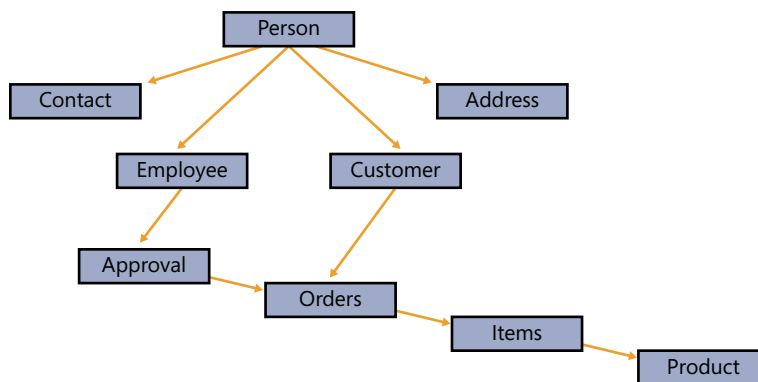 Person
Contact
Address
Employee
Customer
Approval
Orders
Items
Product